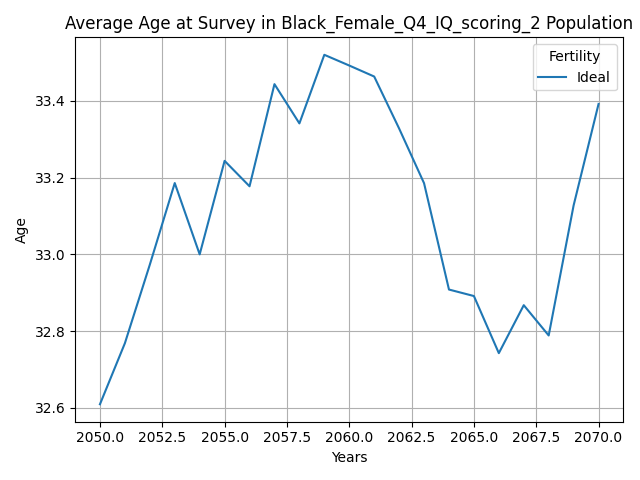 Average Age at Survey in Black_Female_Q4_IQ_scoring_2 Population
Fertility
Ideal
33.4
33.2
33.0
32.8
32.6
Age
2050.0 2052.5 2055.0 2057.5 2060.0 2062.5 2065.0 2067.5 2070.0
Years